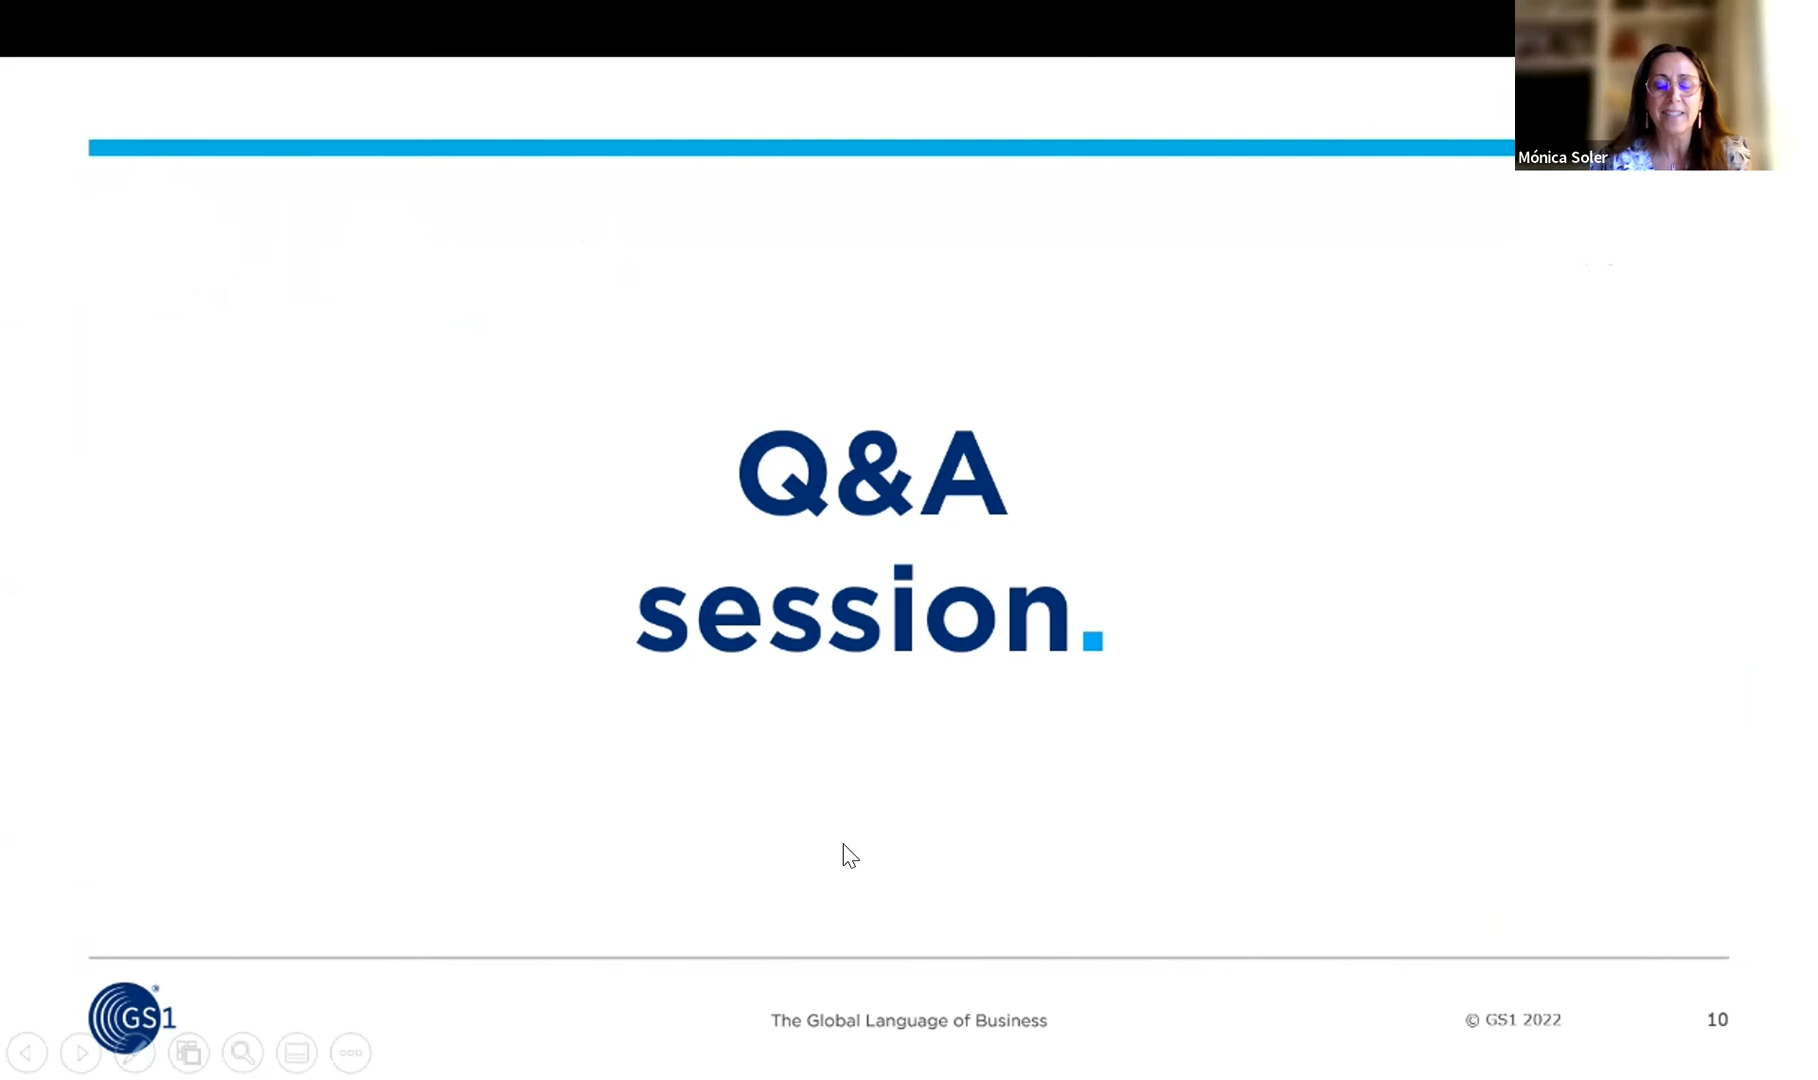 Mónica Soler
Q&A
session.
GS1®
The Global Language of Business
© GS1 2022
10